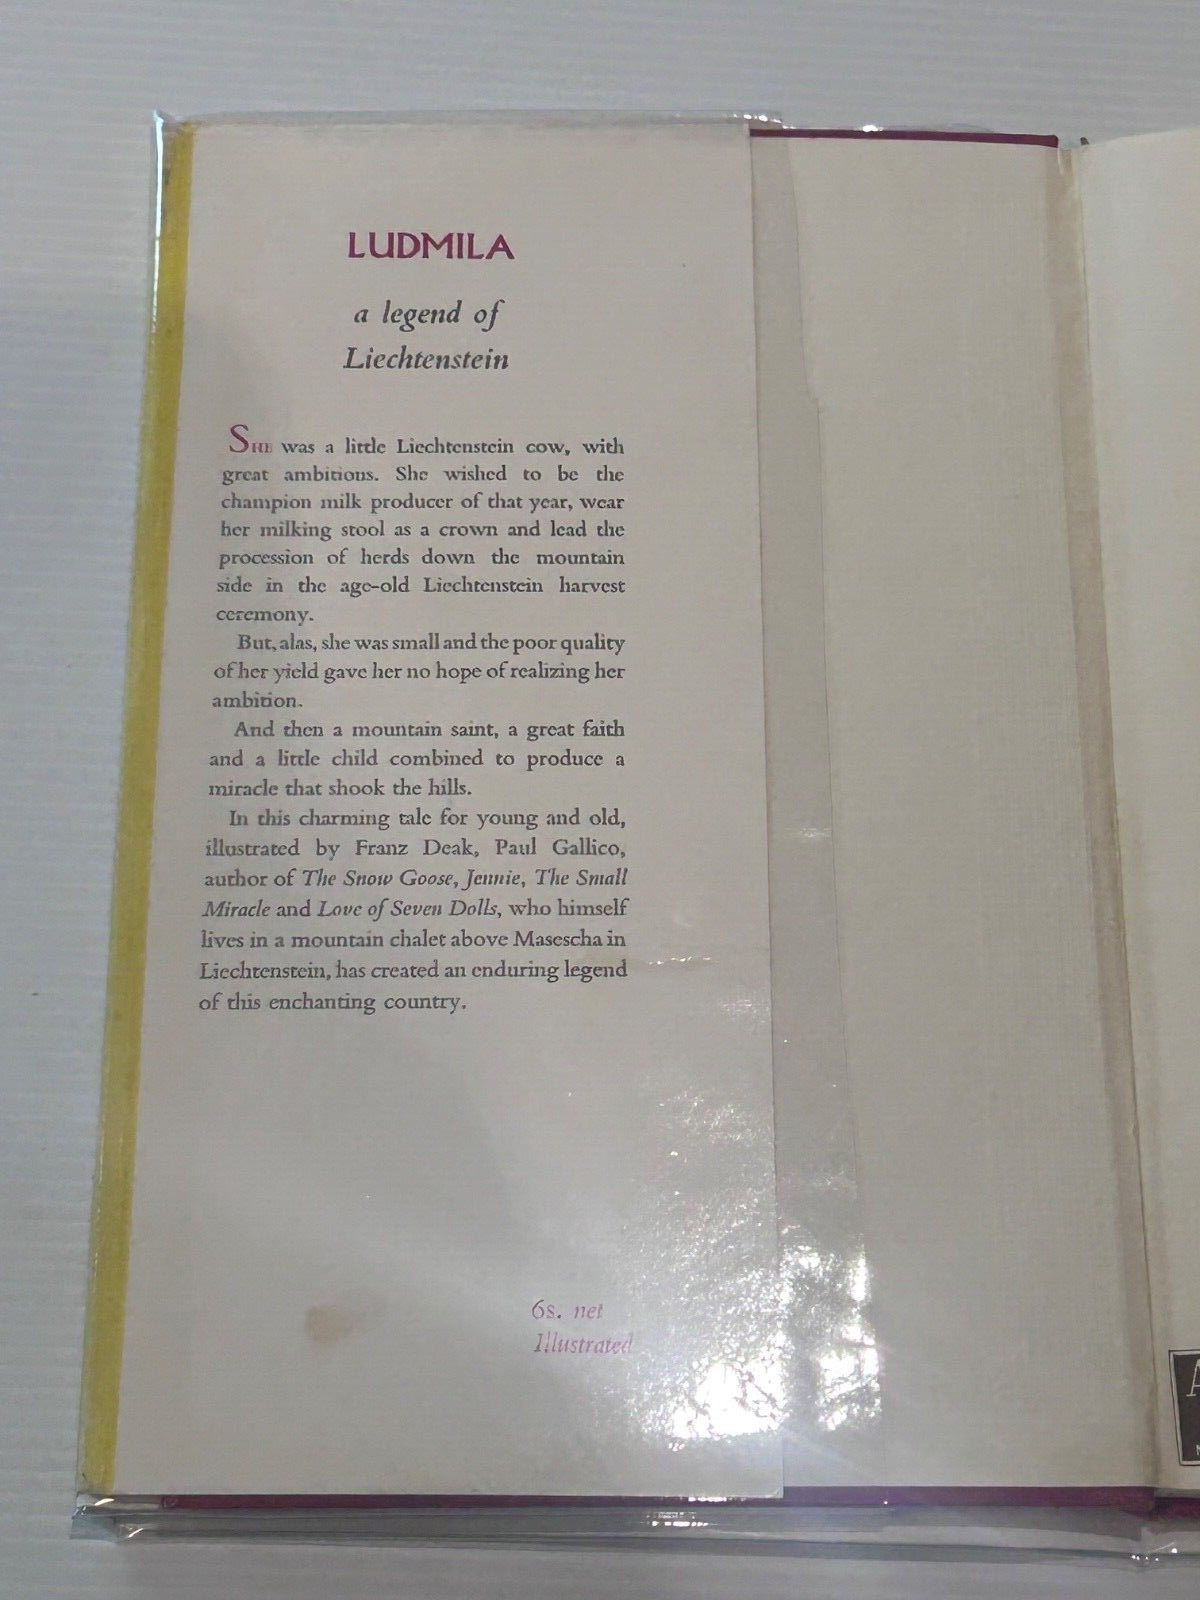 LUDMILA
a legend of
Liechtenstein
SHE was a little Liechtenstein cow, with
great ambitions. She wished to be the
champion milk producer of that year, wear
her milking stool as a crown and lead the
procession of herds down the mountain
side in the age-old Liechtenstein harvest
ceremony.
But, alas, she was small and the poor quality
of her yield gave her no hope of realizing her
ambition.
And then a mountain saint, a great faith
and a little child combined to produce a
miracle that shook the hills.
In this charming tale for young and old,
illustrated by Franz Deak, Paul Gallico,
author of The Snow Goose, Jennie, The Small
Miracle and Love of Seven Dolls, who himself
lives in a mountain chalet above Masescha in
Liechtenstein, has created an enduring legend
of this enchanting country.
6s. net
Illustrated